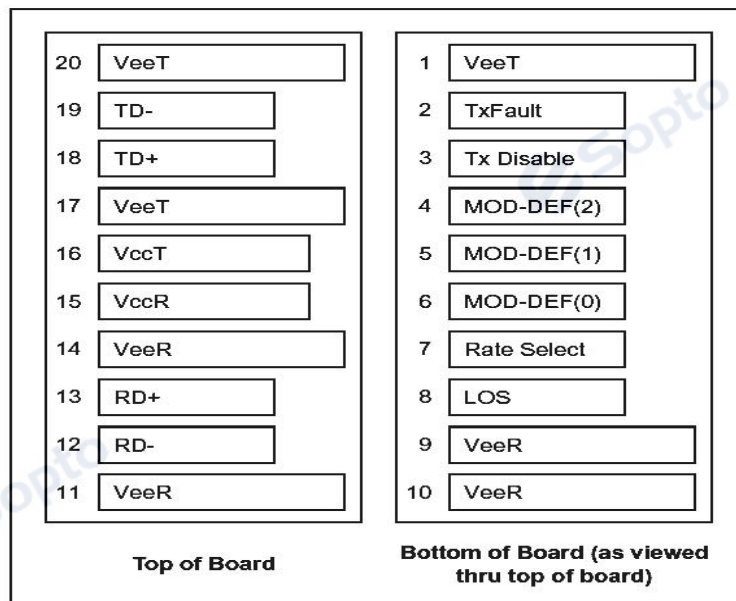 20 VeeT
19 TD-
18 TD+
17 VeeT
16 VccT
15 VccR
14 VeeR
13 RD+
12 RD-
11 VeeR
Top of Board
1 VeeT
2 TxFault
3 Tx Disable
4 MOD-DEF(2)
5 MOD-DEF(1)
6 MOD-DEF(0)
7 Rate Select
8 LOS
9 VeeR
10 VeeR
Bottom of Board (as viewed
thru top of board)
Sopto
Sopto